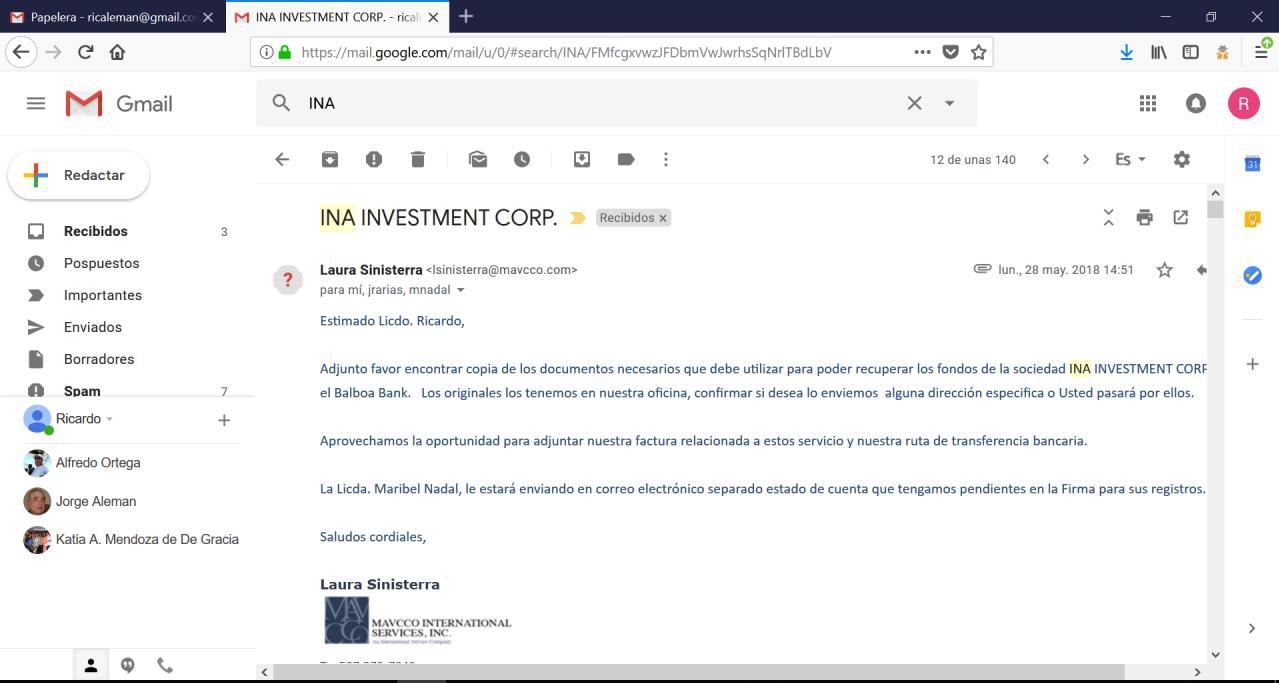 Papelera - ricaleman@gmail.co
INA INVESTMENT CORP. - rical
https://mail.google.com/mail/u/0/#search/INA/FMfcgxvwzJFDbmVwJwrhsSqNrlTBdLbV
Gmail
INA
R
Redactar
12 de unas 140
Es
31
Recibidos 3
Pospuestos
Importantes
Enviados
Borradores
Spam 7
Ricardo
Alfredo Ortega
Jorge Aleman
Katia A. Mendoza de De Gracia
INA INVESTMENT CORP.
Recibidos x
?
Laura Sinisterra <lsinisterra@mavcco.com>
lun., 28 may. 2018 14:51
para mí, jrarias, mnadal
Estimado Licdo. Ricardo,
Adjunto favor encontrar copia de los documentos necesarios que debe utilizar para poder recuperar los fondos de la sociedad INA INVESTMENT CORP
el Balboa Bank. Los originales los tenemos en nuestra oficina, confirmar si desea lo enviemos alguna dirección especifica o Usted pasará por ellos.
Aprovechamos la oportunidad para adjuntar nuestra factura relacionada a estos servicio y nuestra ruta de transferencia bancaria.
La Licda. Maribel Nadal, le estará enviando en correo electrónico separado estado de cuenta que tengamos pendientes en la Firma para sus registros.
Saludos cordiales,
Laura Sinisterra
MAV
CCO
MAVCCO INTERNATIONAL
SERVICES, INC.
An International Service Company